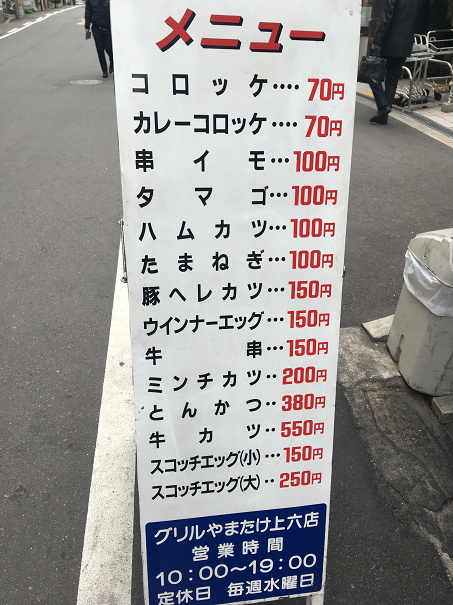 メニュー
コロッケ‥‥70円
カレーコロッケ‥‥70円
串イモ…100円
タマゴ…100円
ハムカツ…100円
たまねぎ…100円
豚ヘレカツ…150円
ウインナーエッグ…150円
牛串…150円
ミンチカツ‥200円
とんかつ‥380円
牛カツ‥550円
スコッチエッグ(小)…150円
スコッチエッグ(大)‥250円
グリルやまたけ上六店
営業時間
10:00〜19:00
定休日 毎週水曜日